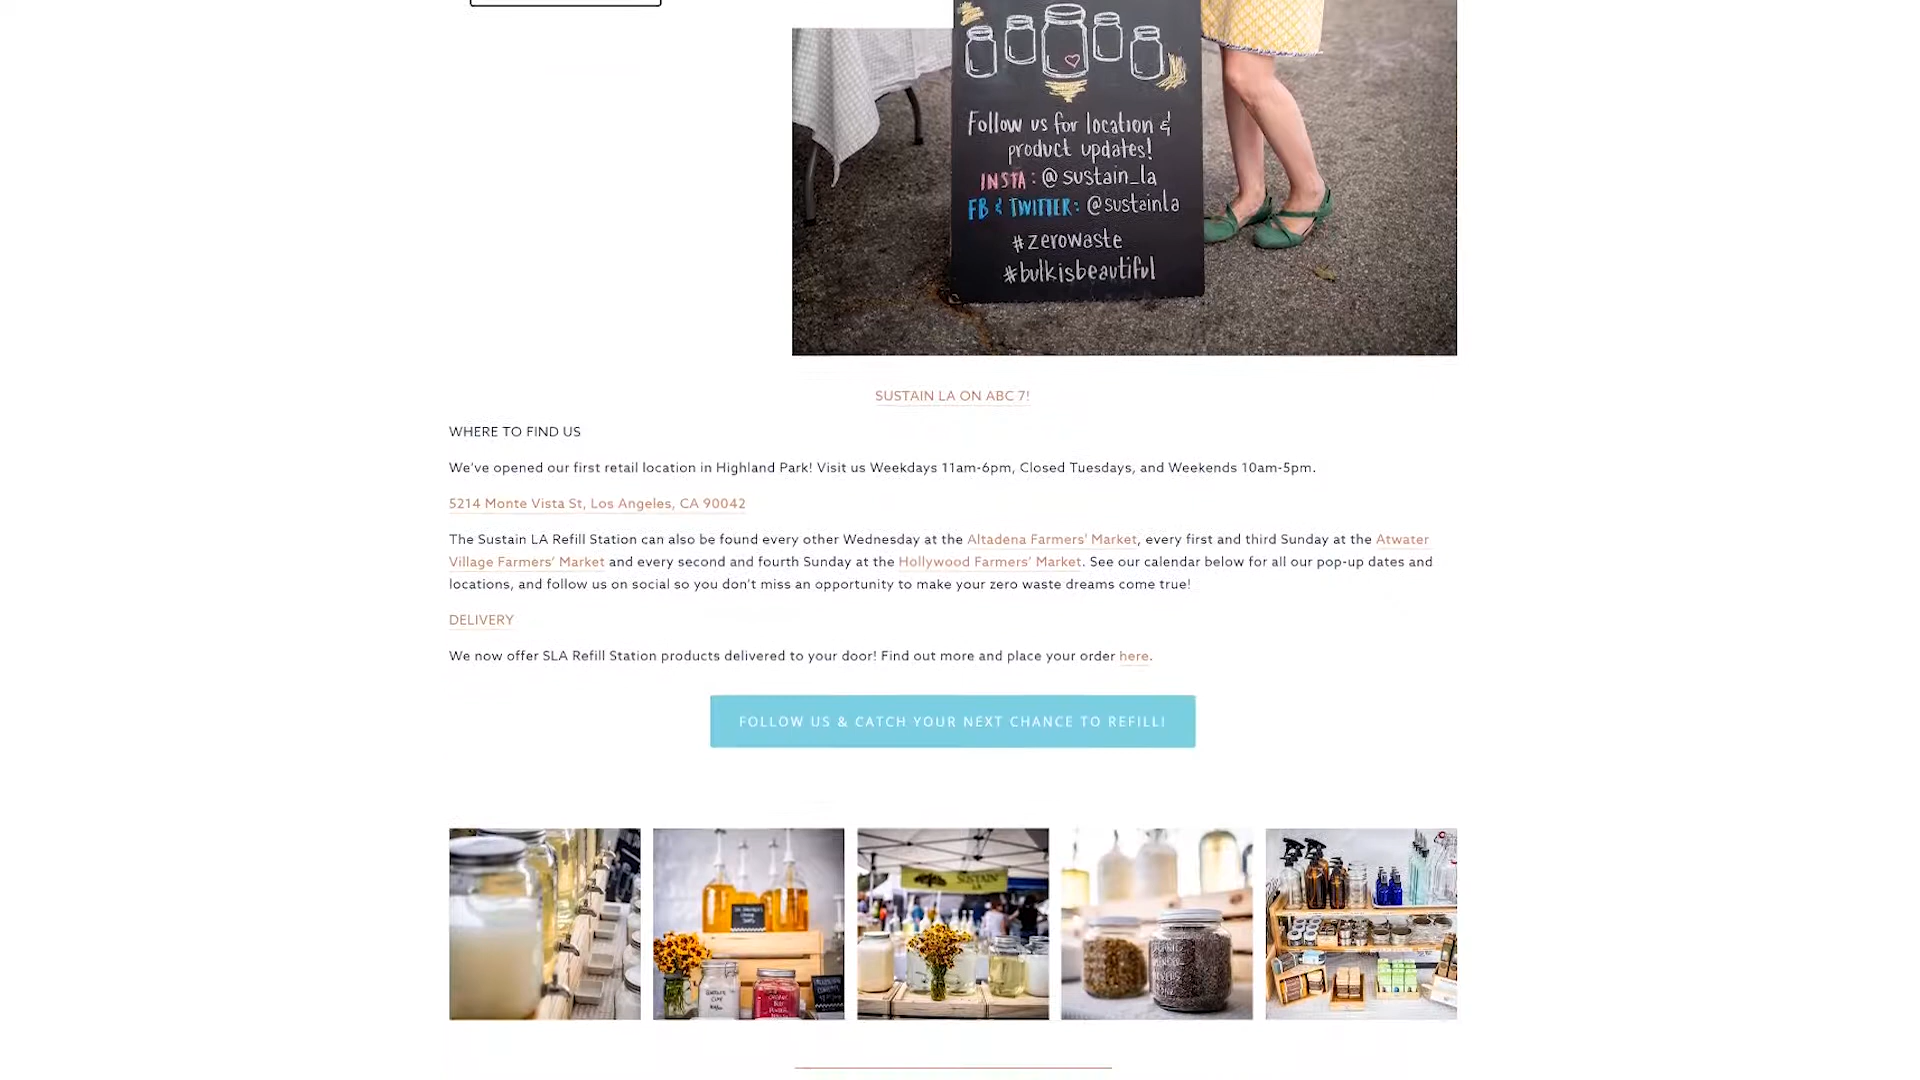 Follow us for location &
product updates!
INSTA: @sustain_la
FB & TWITTER: @sustainla
#zerowaste
#bulkisbeautiful
SUSTAIN LA ON ABC 7!
WHERE TO FIND US
We've opened our first retail location in Highland Park! Visit us Weekdays 11am-6pm, Closed Tuesdays, and Weekends 10am-5pm.
5214 Monte Vista St, Los Angeles, CA 90042
The Sustain LA Refill Station can also be found every other Wednesday at the Altadena Farmers' Market, every first and third Sunday at the Atwater
Village Farmers' Market and every second and fourth Sunday at the Hollywood Farmers' Market. See our calendar below for all our pop-up dates and
locations, and follow us on social so you don't miss an opportunity to make your zero waste dreams come true!
DELIVERY
We now offer SLA Refill Station products delivered to your door! Find out more and place your order here.
FOLLOW US & CATCH YOUR NEXT CHANCE TO REFILL!
SUSTAIN
LA